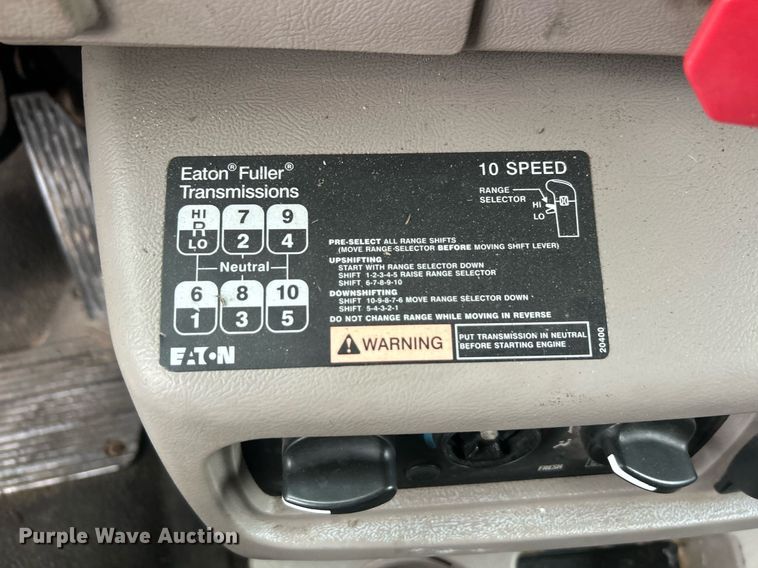 Eaton® Fuller®
Transmissions
10 SPEED
RANGE
SELECTOR
HI
LO
HI
R
LO
7
2
9
4
Neutral
6
1
8
3
10
5
PRE-SELECT ALL RANGE SHIFTS
(MOVE RANGE-SELECTOR BEFORE MOVING SHIFT LEVER)
UPSHIFTING
START WITH RANGE SELECTOR DOWN
SHIFT 1-2-3-4-5 RAISE RANGE SELECTOR
SHIFT 6-7-8-9-10
DOWNSHIFTING
SHIFT 10-9-8-7-6 MOVE RANGE SELECTOR DOWN
SHIFT 5-4-3-2-1
DO NOT CHANGE RANGE WHILE MOVING IN REVERSE
EATON
WARNING
PUT TRANSMISSION IN NEUTRAL
BEFORE STARTING ENGINE
20400
FRESH
Purple Wave Auction